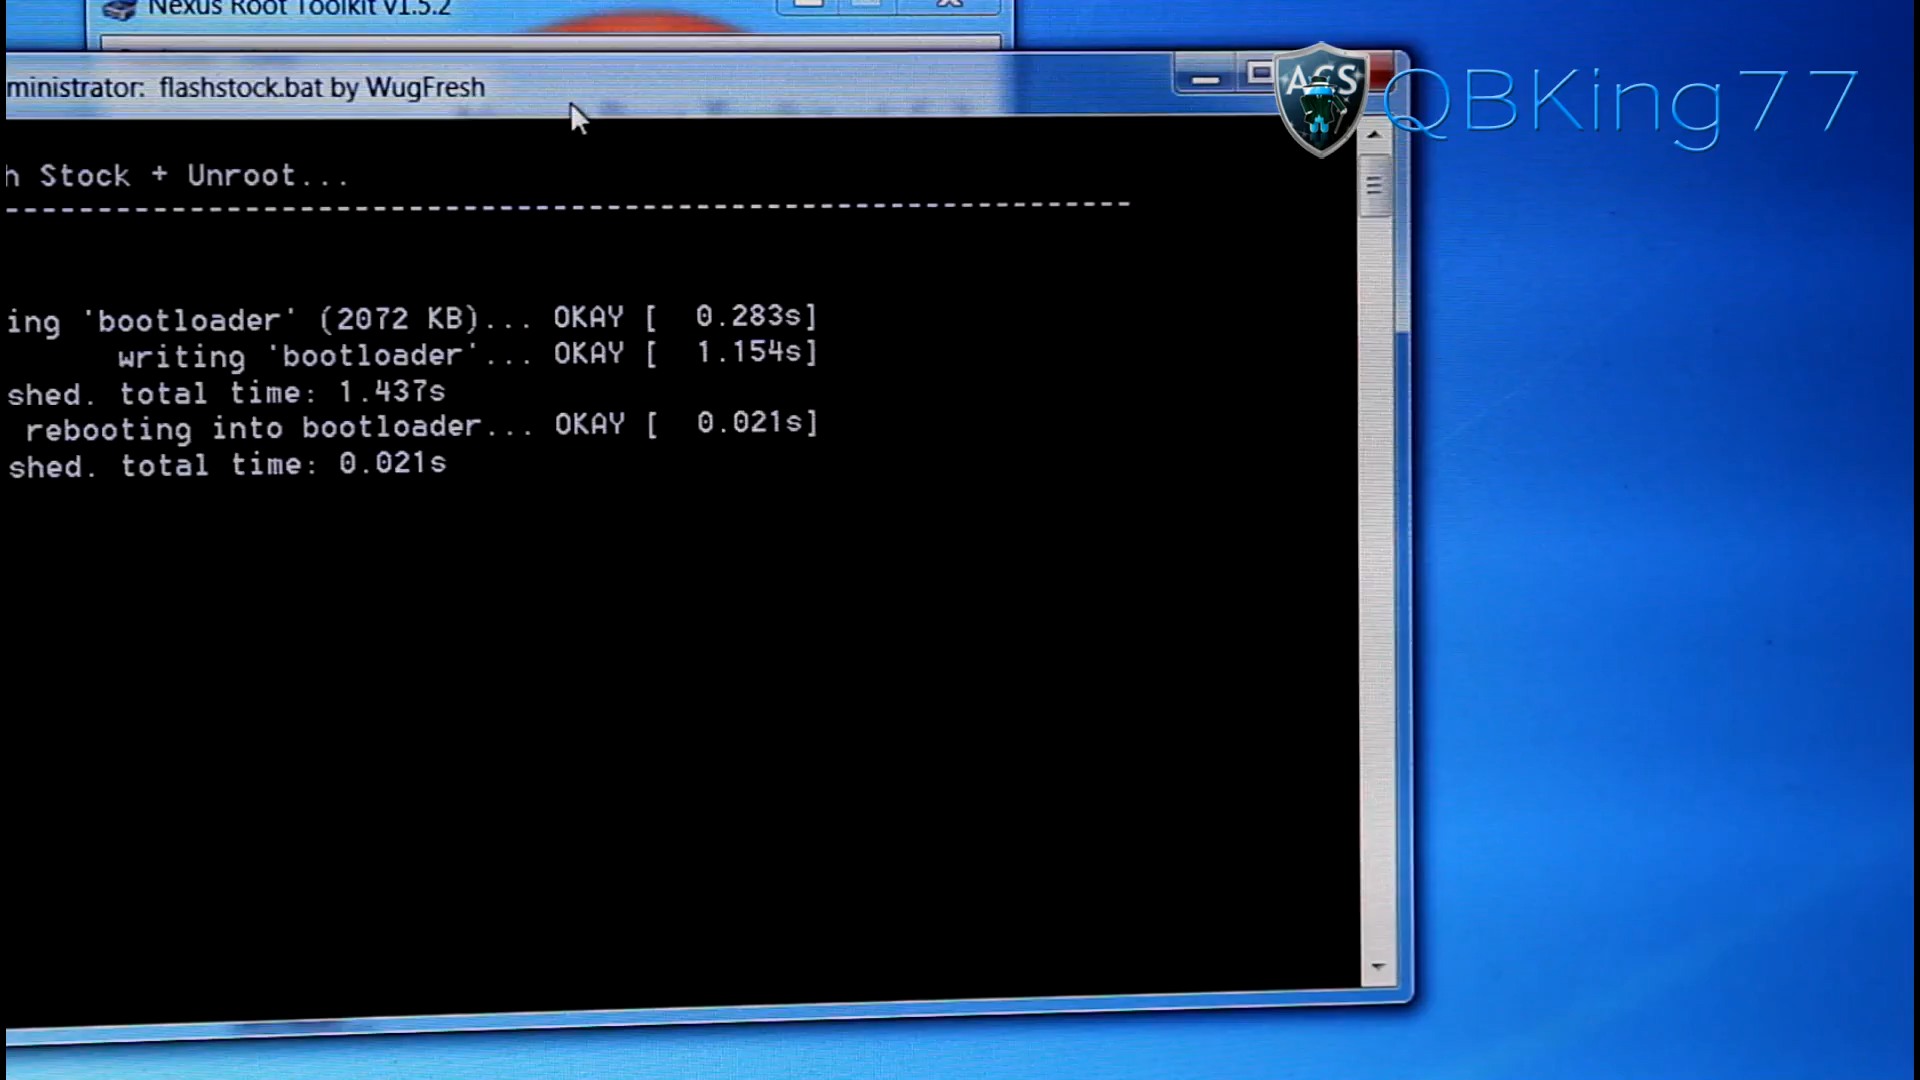 Nexus Root Toolkit v1.5.2
ministrator: flashstock.bat by WugFresh
ACS
QBKing77
h Stock + Unroot...
------------------------------------------------------------
ing 'bootloader' (2072 KB)... OKAY [ 0.283s]
writing 'bootloader'... OKAY [ 1.154s]
shed. total time: 1.437s
rebooting into bootloader... OKAY [ 0.021s]
shed. total time: 0.021s